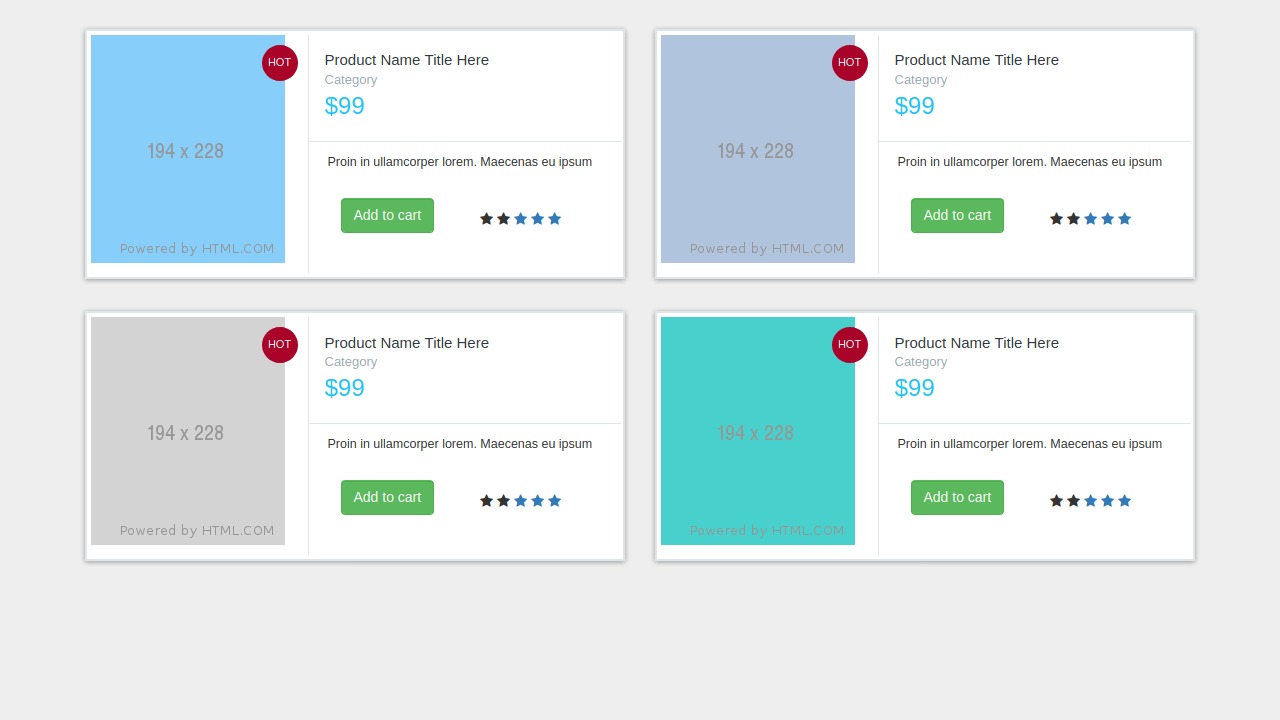 HOT
194 x 228
Powered by HTML.COM
Product Name Title Here
Category
$99
Proin in ullamcorper lorem. Maecenas eu ipsum
Add to cart
HOT
194 x 228
Powered by HTML.COM
Product Name Title Here
Category
$99
Proin in ullamcorper lorem. Maecenas eu ipsum
Add to cart
HOT
194 x 228
Powered by HTML.COM
Product Name Title Here
Category
$99
Proin in ullamcorper lorem. Maecenas eu ipsum
Add to cart
HOT
194 x 228
Powered by HTML.COM
Product Name Title Here
Category
$99
Proin in ullamcorper lorem. Maecenas eu ipsum
Add to cart